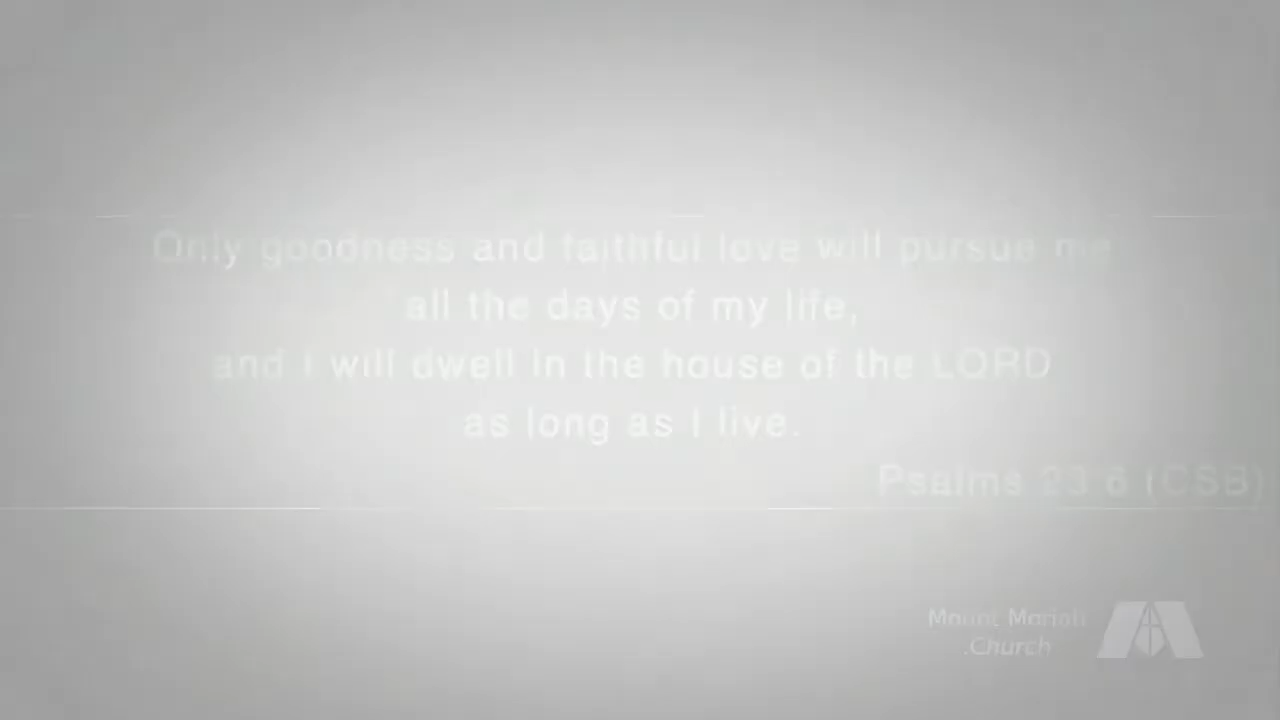 Only goodness and faithful love will pursue me
all the days of my life,
and I will dwell in the house of the LORD
as long as I live.
Psalms 23:6 (CSB)
Mount Moriah
.Church